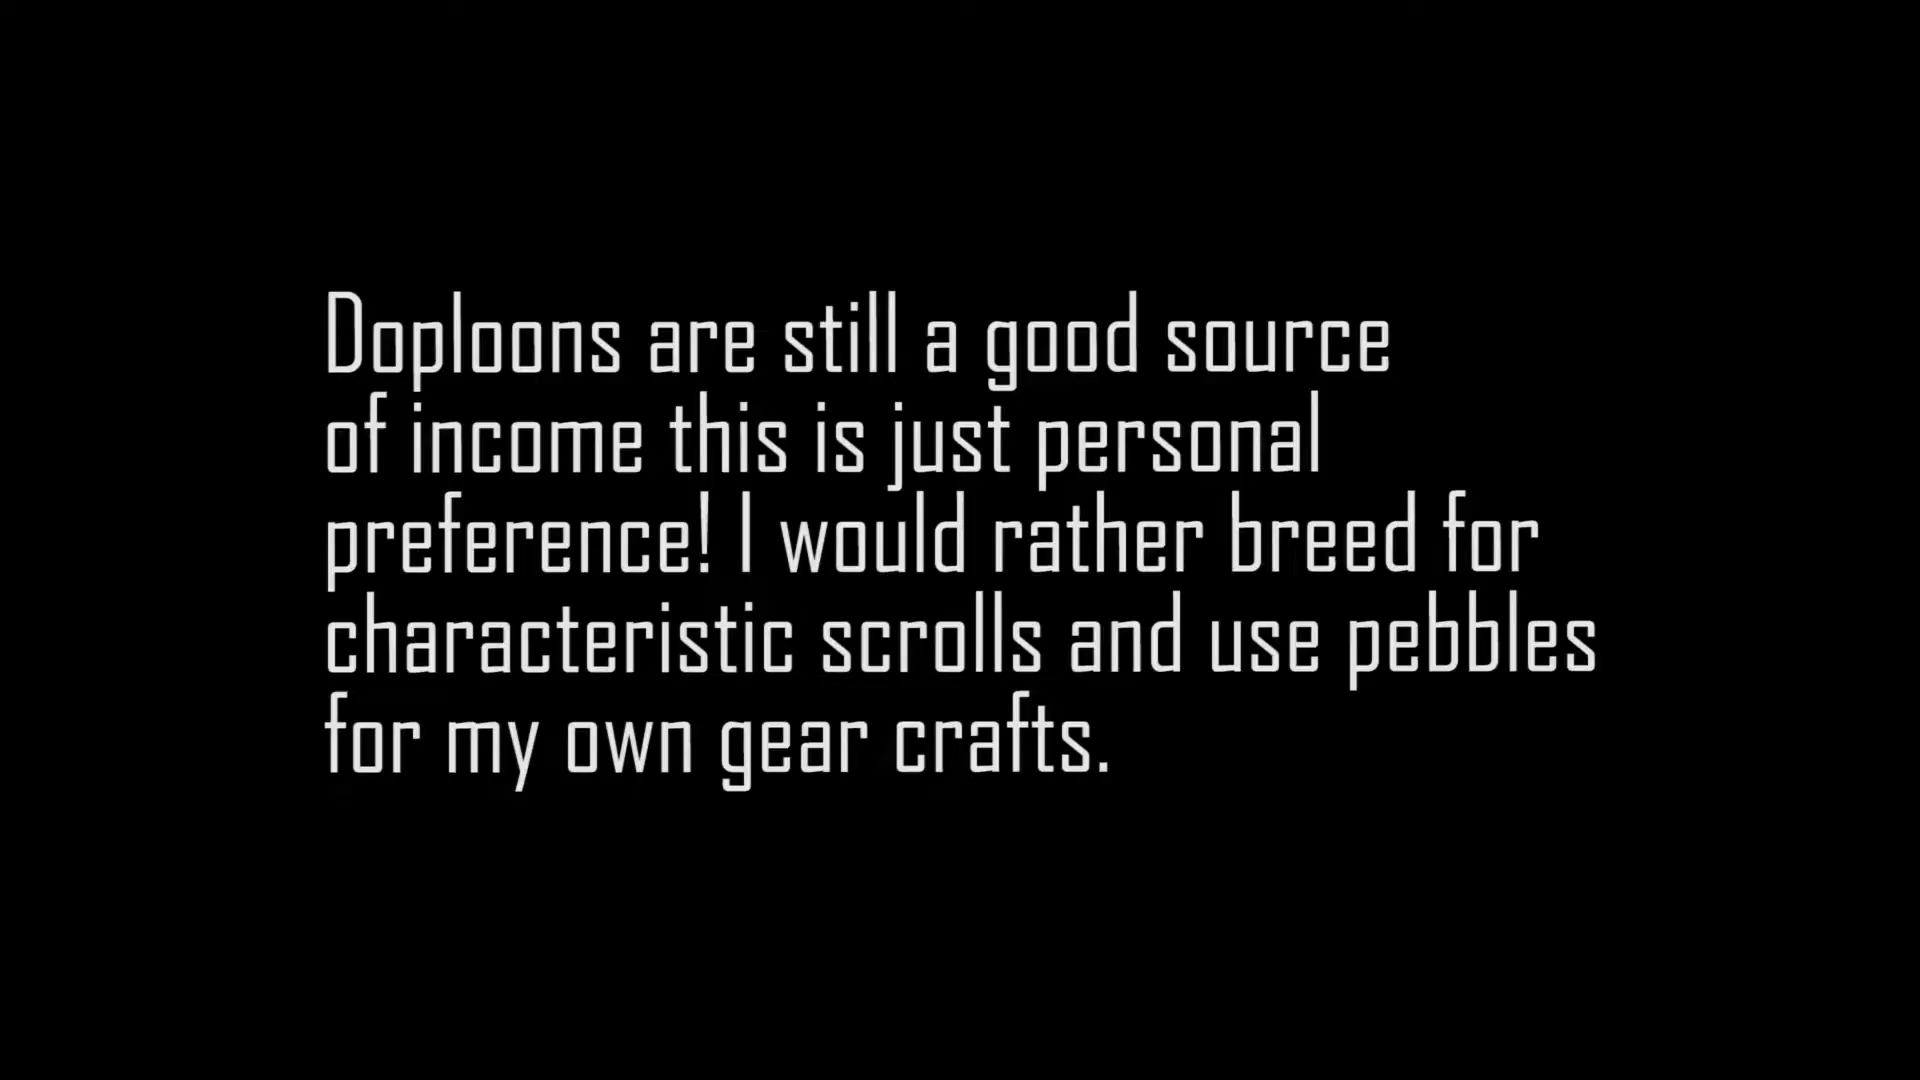 Doploons are still a good source
of income this is just personal
preference! I would rather breed for
characteristic scrolls and use pebbles
for my own gear crafts.